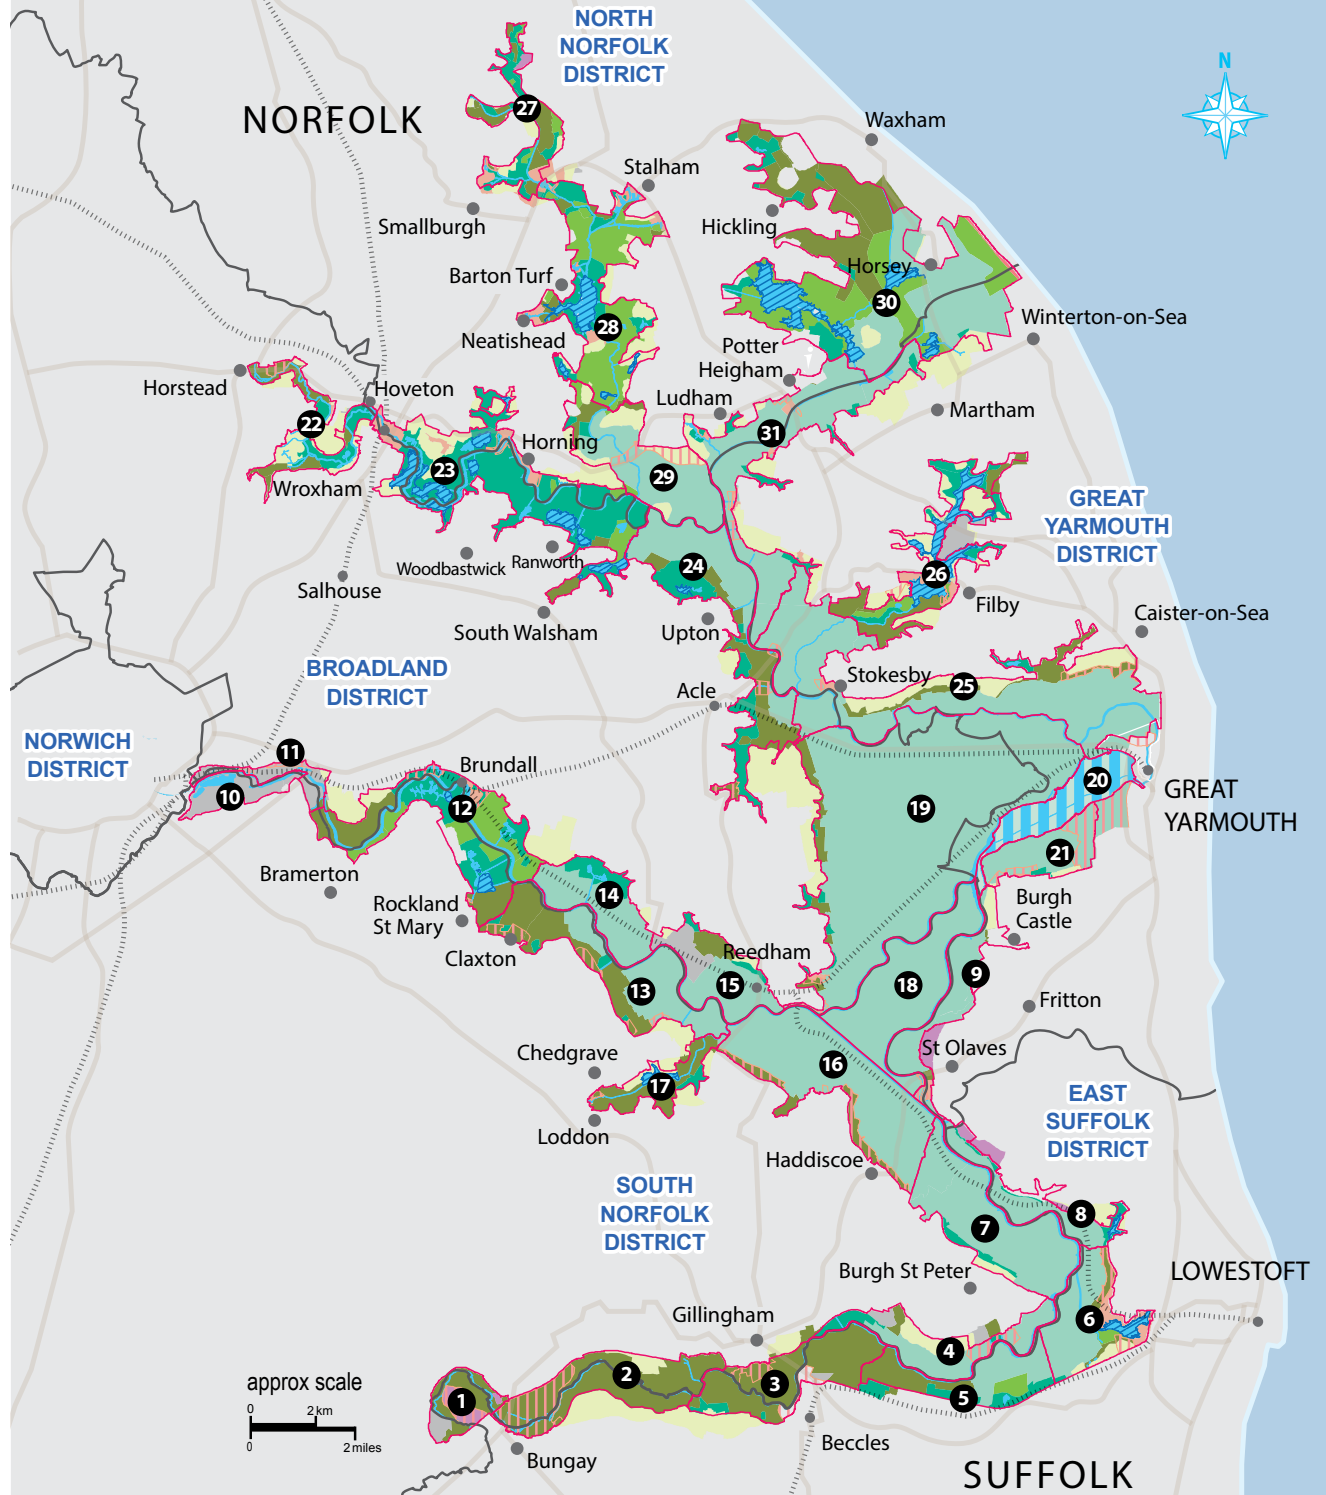 NORTH
NORFOLK
DISTRICT
N
27
NORFOLK
Waxham
Stalham
Smallburgh
Hickling
Barton Turf
Horsey
30
Neatishead
28
Winterton-on-Sea
Potter
Heigham
Horstead
Hoveton
Ludham
Martham
22
31
Horning
23
29
Wroxham
GREAT
YARMOUTH
DISTRICT
Woodbastwick
Ranworth
24
26
Salhouse
Filby
South Walsham
Upton
Caister-on-Sea
BROADLAND
DISTRICT
Stokesby
25
Acle
NORWICH
DISTRICT
11
Brundall
10
12
19
20
GREAT
YARMOUTH
21
Bramerton
14
Rockland
St Mary
Burgh
Castle
Claxton
Reedham
13
15
18
9
Fritton
Chedgrave
St Olaves
16
17
EAST
SUFFOLK
DISTRICT
Loddon
Haddiscoe
SOUTH
NORFOLK
DISTRICT
8
7
Burgh St Peter
LOWESTOFT
Gillingham
6
4
2
3
5
1
approx scale
0
2 km
0
2 miles
Beccles
Bungay
SUFFOLK